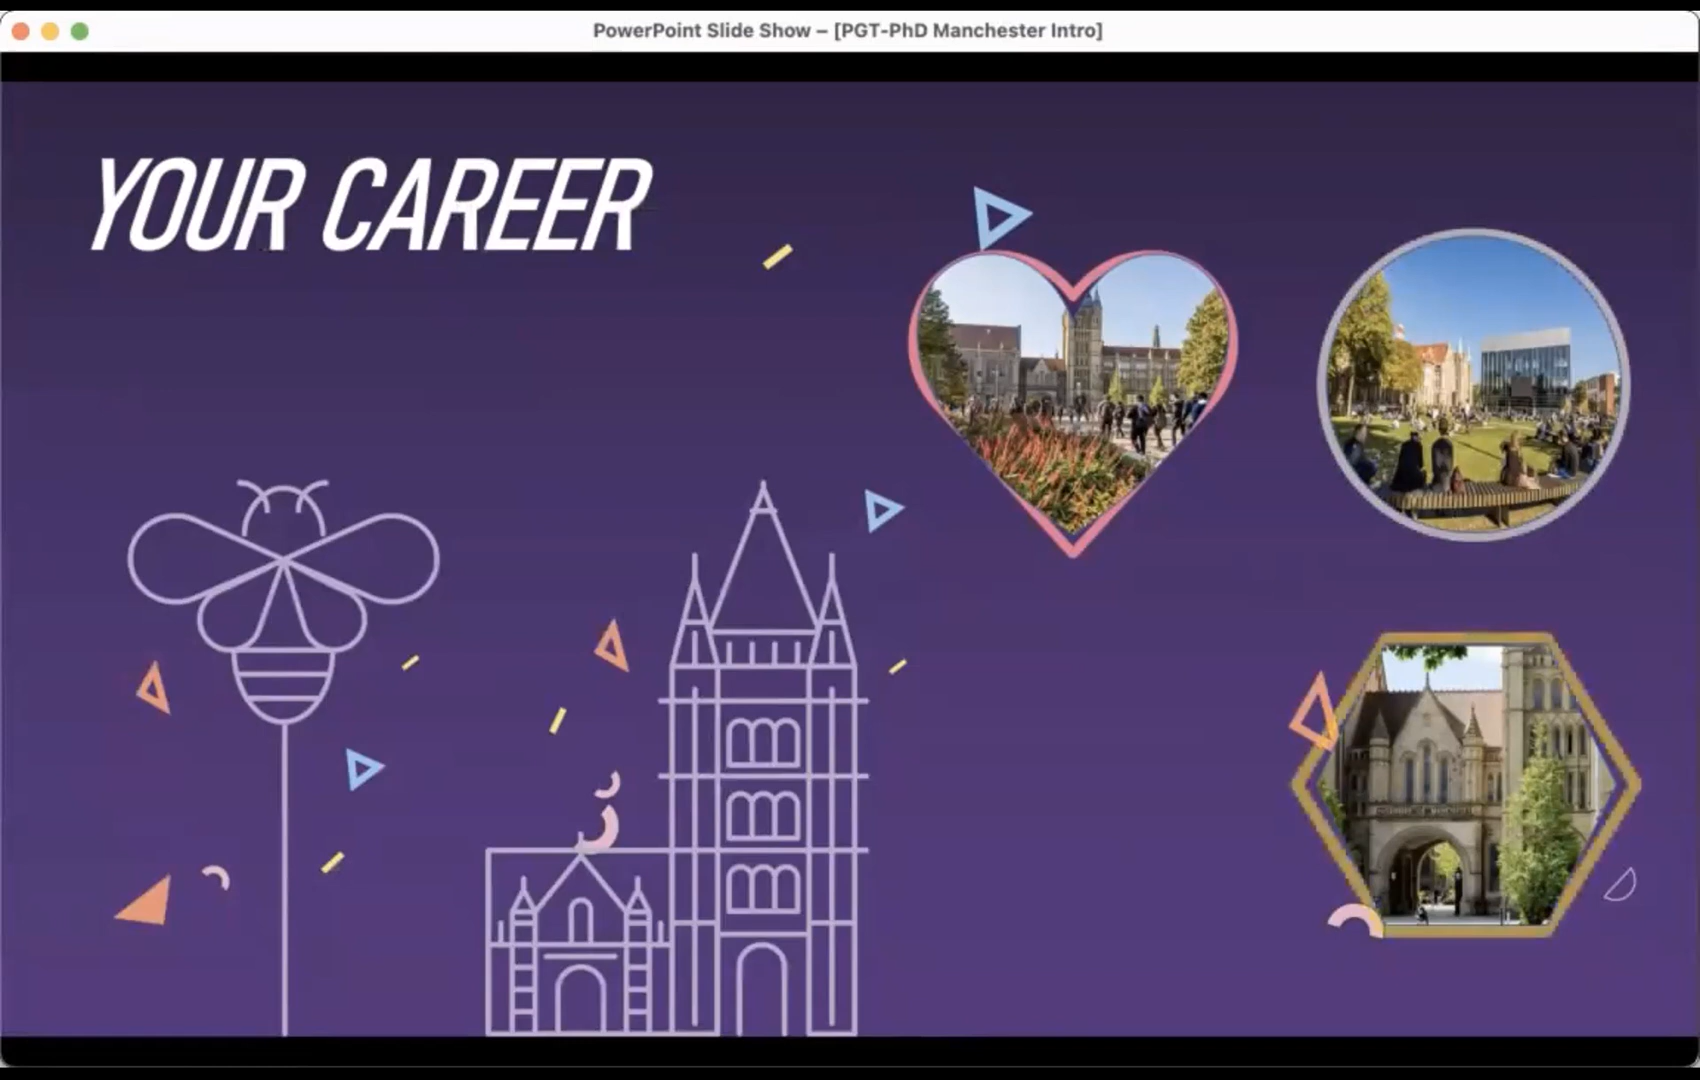 PowerPoint Slide Show – [PGT-PhD Manchester Intro]
YOUR CAREER